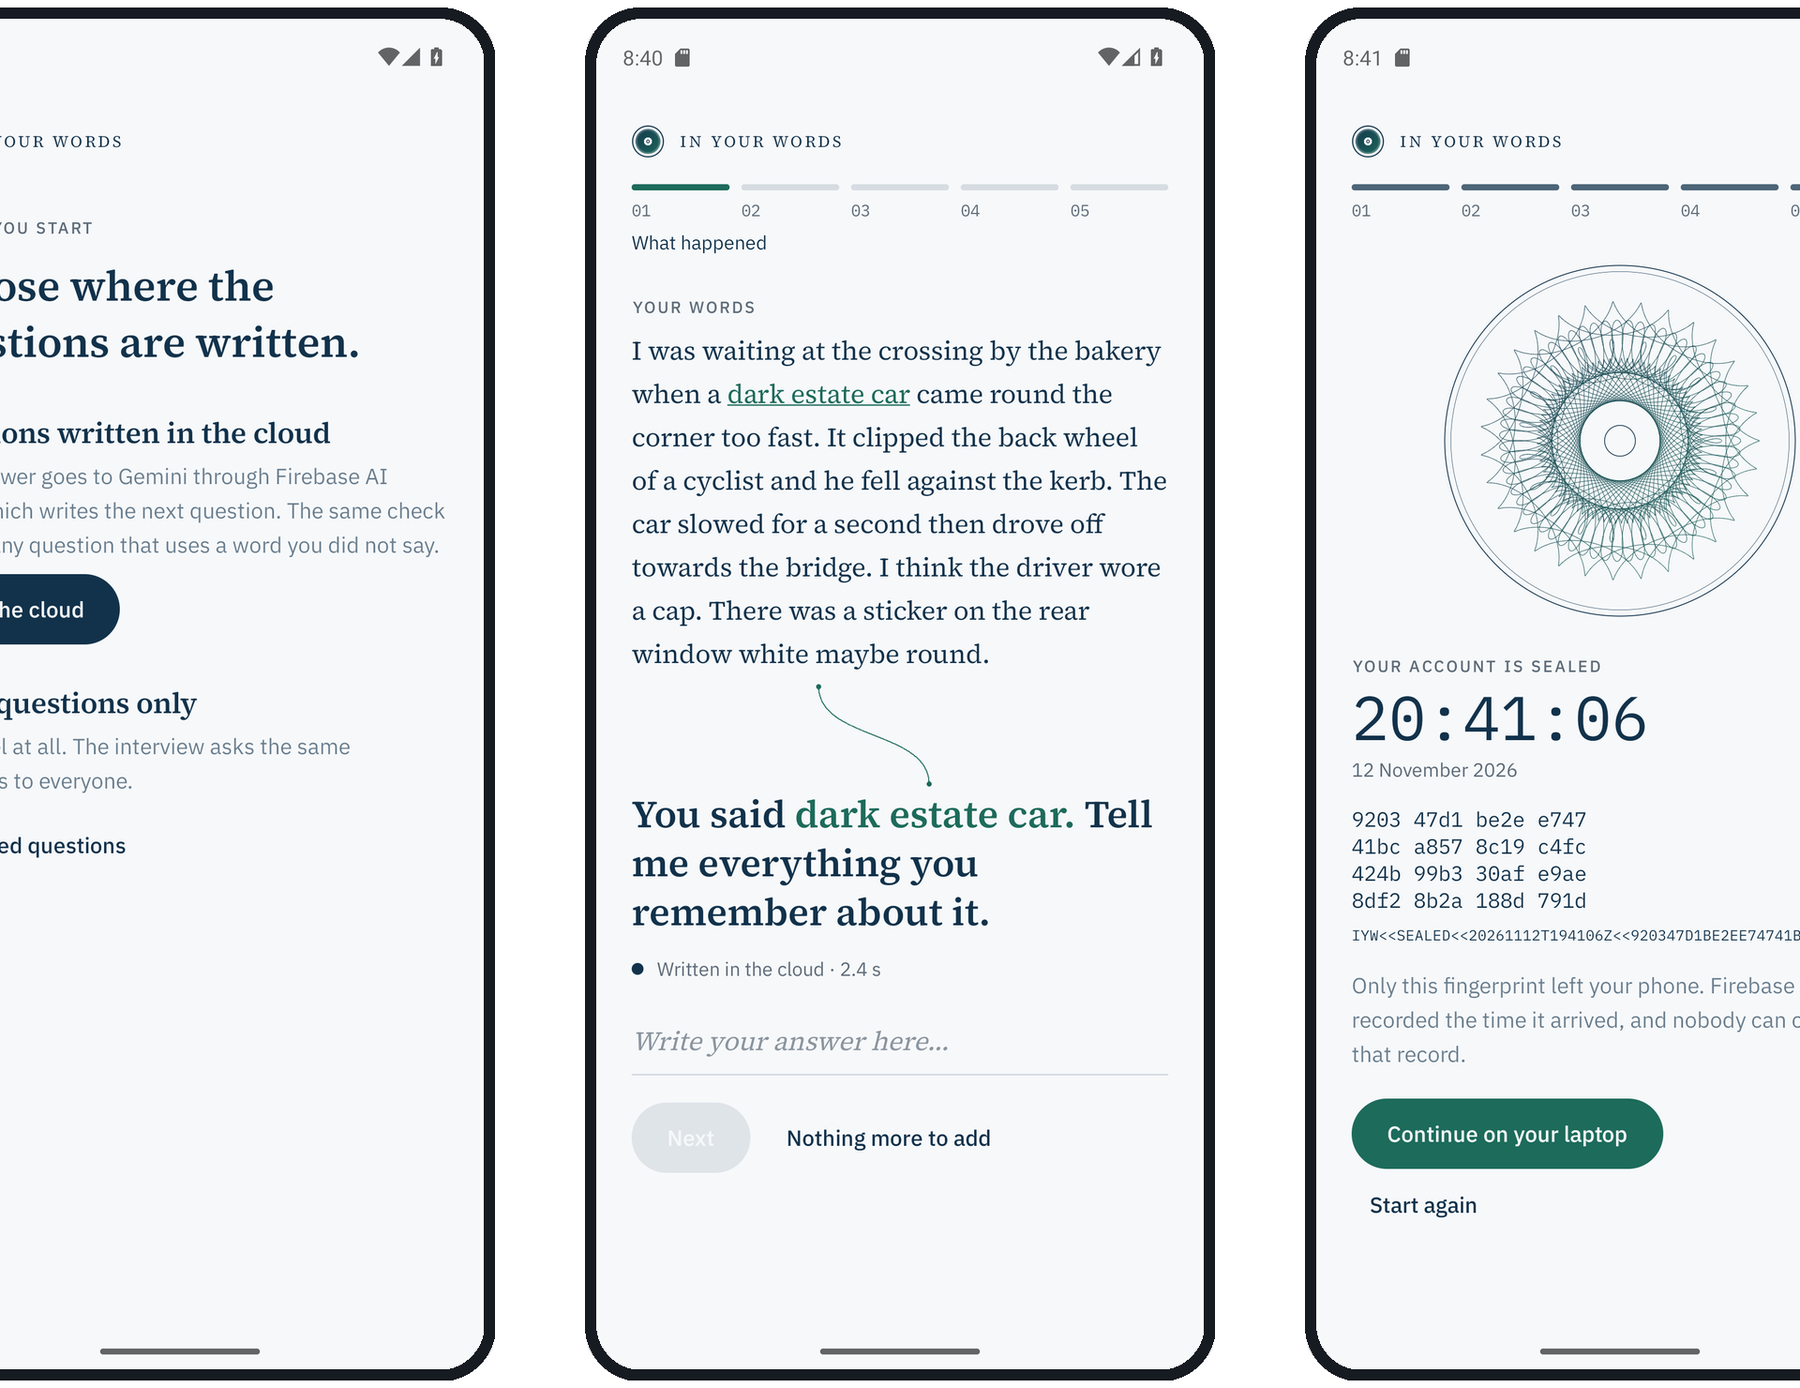 OUR WORDS
YOU START
ose where the
stions are written.
ons written in the cloud
wer goes to Gemini through Firebase AI
hich writes the next question. The same check
ny question that uses a word you did not say.
he cloud
questions only
l at all. The interview asks the same
s to everyone.
ed questions
8:40
IN YOUR WORDS
01 02 03 04 05
What happened
YOUR WORDS
I was waiting at the crossing by the bakery
when a dark estate car came round the
corner too fast. It clipped the back wheel
of a cyclist and he fell against the kerb. The
car slowed for a second then drove off
towards the bridge. I think the driver wore
a cap. There was a sticker on the rear
window white maybe round.
You said dark estate car. Tell
me everything you
remember about it.
Written in the cloud · 2.4 s
Write your answer here...
Next
Nothing more to add
8:41
IN YOUR WORDS
01 02 03 04 0
YOUR ACCOUNT IS SEALED
20:41:06
12 November 2026
9203 47d1 be2e e747
41bc a857 8c19 c4fc
424b 99b3 30af e9ae
8df2 8b2a 188d 791d
IYW<<SEALED<<20261112T194106Z<<920347D1BE2EE74741B
Only this fingerprint left your phone. Firebase
recorded the time it arrived, and nobody can
that record.
Continue on your laptop
Start again